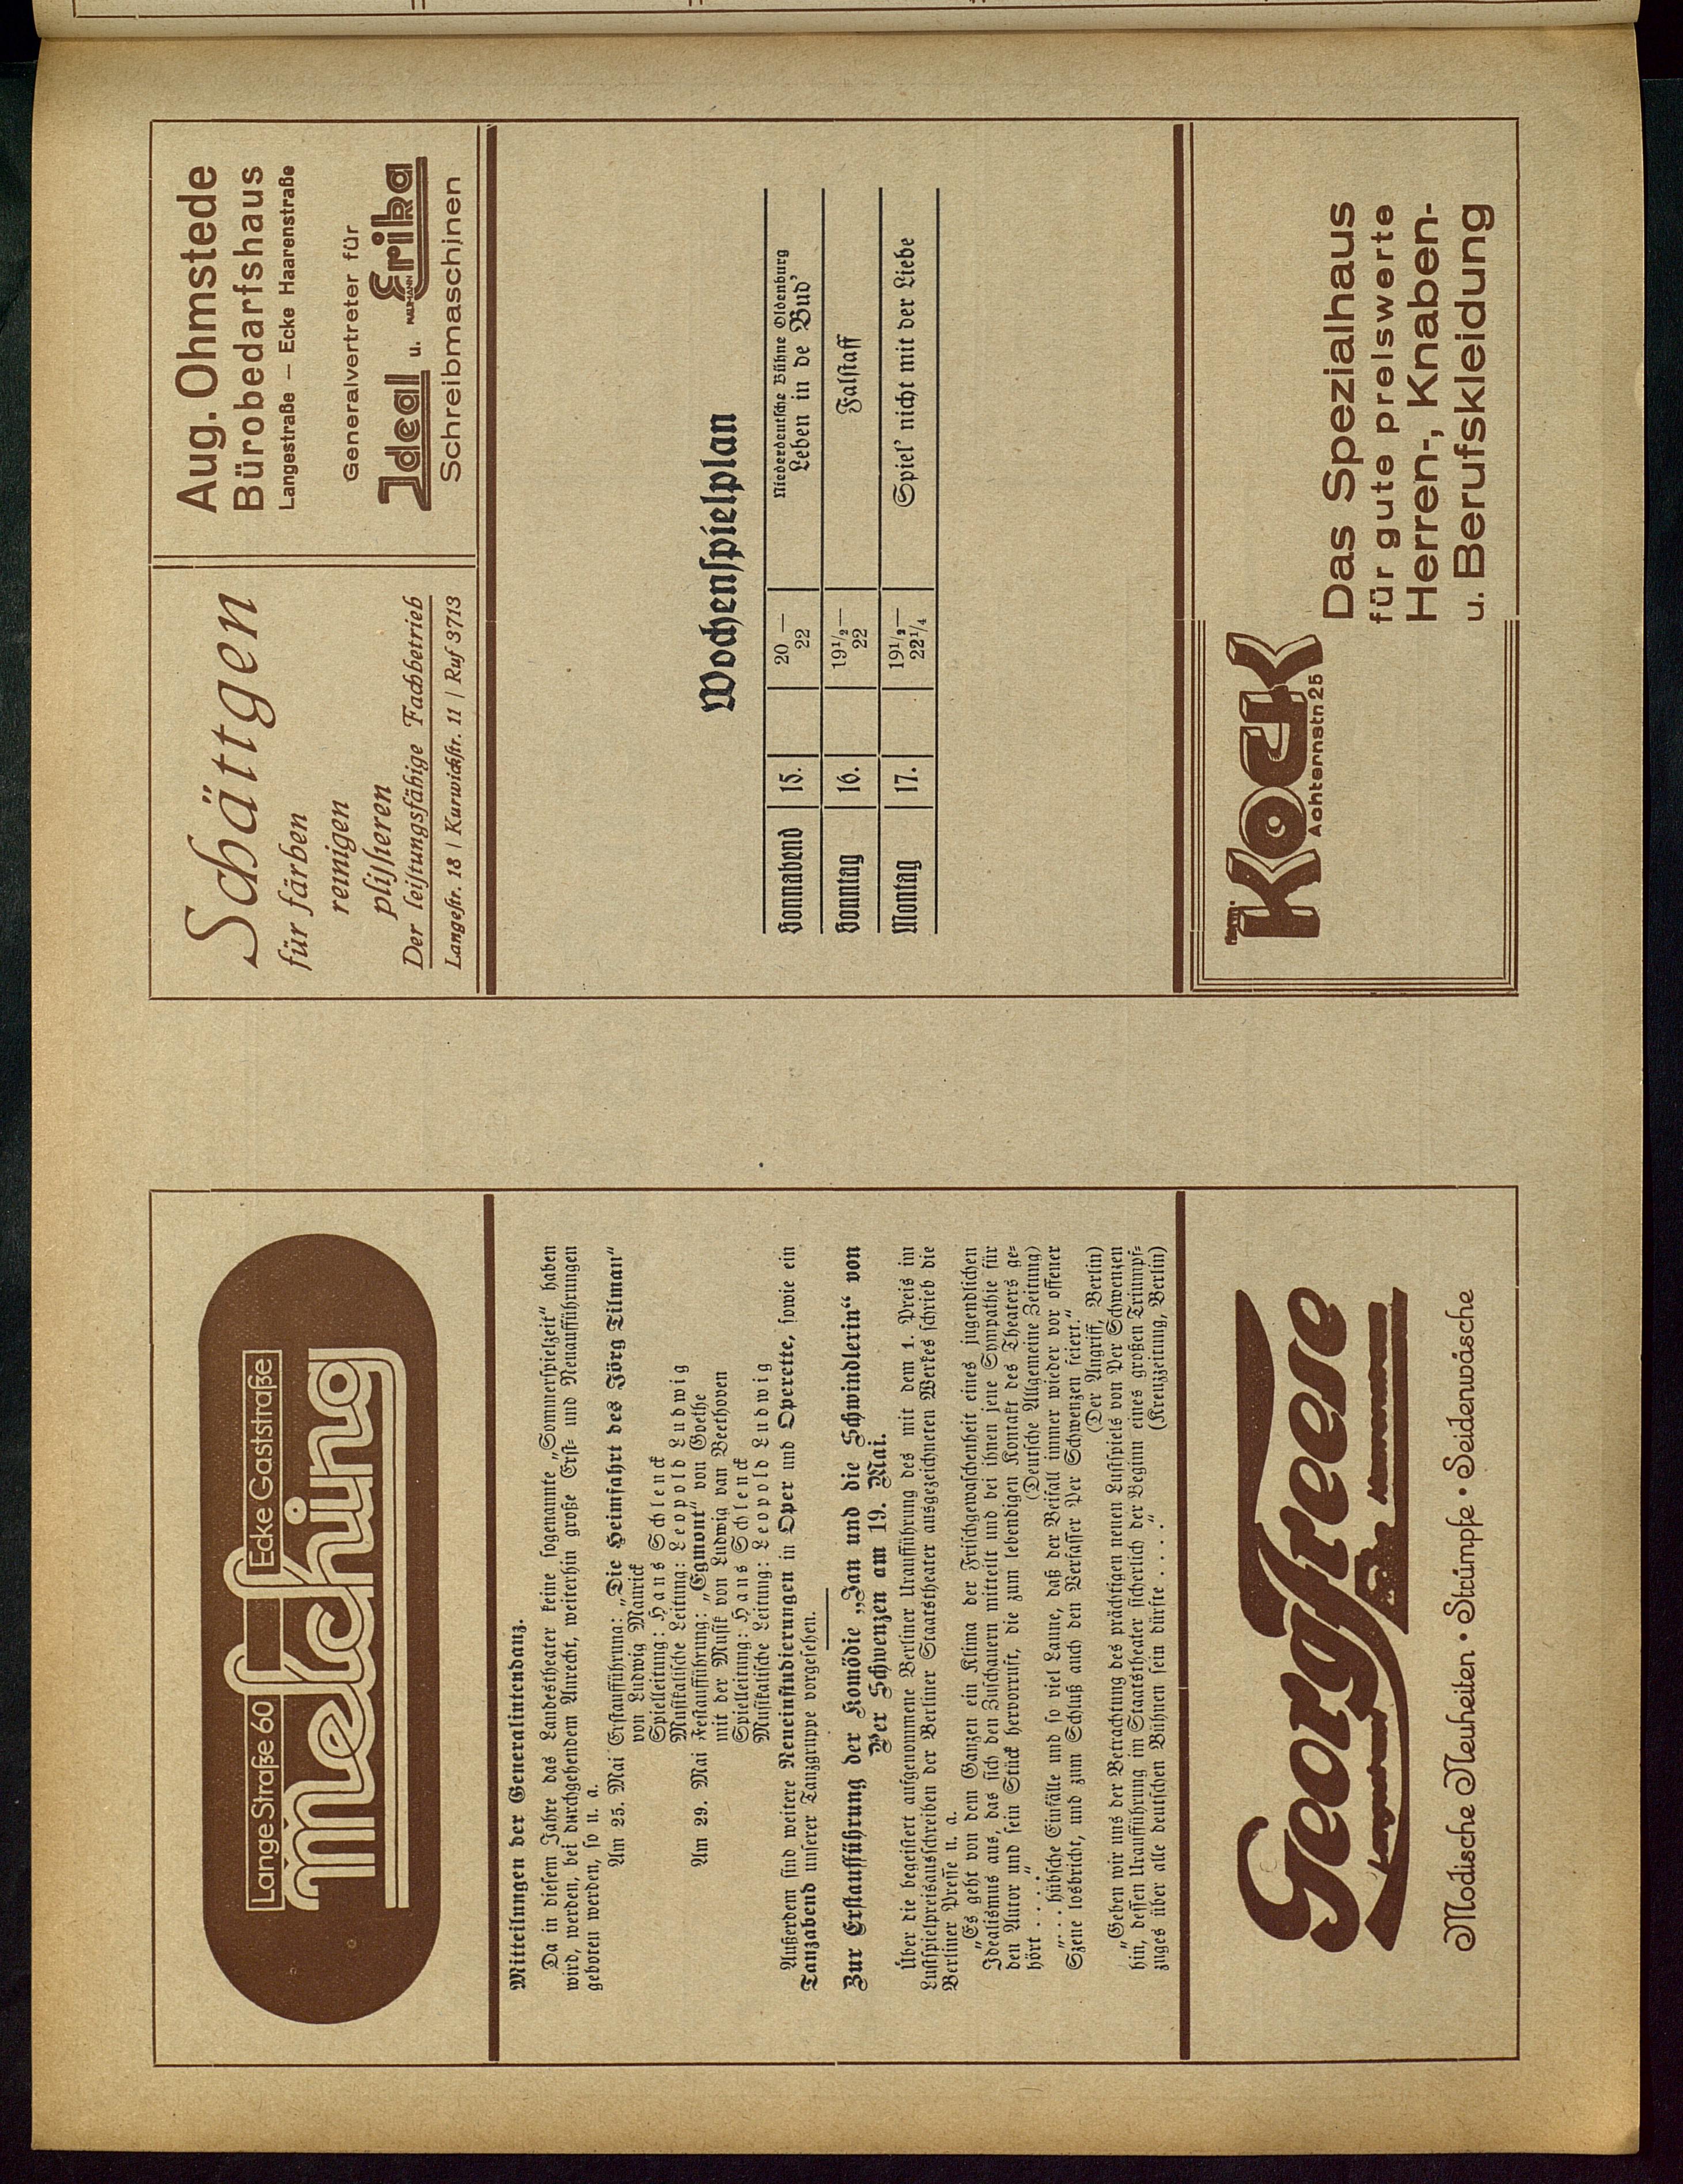 Lange Straße 60
Ecke Gaststraße
Meching
Mitteilungen der Generalintendanz.
Da in diesem Jahre das Landestheater keine sogenannte „Sommerspielzeit“ haben
wird, werden, bei durchgehendem Anrecht, weiterhin große Erst- und Neuaufführungen
geboten werden, so u. a.
Am 25. Mai Erstaufführung: „Die Heimfahrt des Jörg Tilman“
von Ludwig Maurick
Spielleitung: Hans Schlenck
Musikalische Leitung: Leopold Ludwig
Am 29. Mai Festaufführung: „Egmont“ von Goethe
mit der Musik von Ludwig van Beethoven
Spielleitung: Hans Schlenck
Musikalische Leitung: Leopold Ludwig
Außerdem sind weitere Neueinstudierungen in Oper und Operette, sowie ein
Tanzabend unserer Tanzgruppe vorgesehen.
Zur Erstaufführung der Komödie „Jan und die Schwindlerin“ von
Per Schwenzen am 19. Mai.
Über die begeistert aufgenommene Berliner Uraufführung des mit dem 1. Preis im
Lustspielpreisausschreiben der Berliner Staatstheater ausgezeichneten Werkes schrieb die
Berliner Presse u. a.
„Es geht von dem Ganzen ein Klima der Frischgewaschenheit eines jugendlichen
Idealismus aus, das sich den Zuschauern mitteilt und bei ihnen jene Sympathie für
den Autor und sein Stück hervorruft, die zum lebendigen Kontakt des Theaters ge-
hört . . . .“ (Deutsche Allgemeine Zeitung)
„. . . hübsche Einfälle und so viel Laune, daß der Beifall immer wieder vor offener
Szene losbricht, und zum Schluß auch den Verfasser Per Schwenzen feiert.“
(Der Angriff, Berlin)
„Geben wir uns der Betrachtung des prächtigen neuen Lustspiels von Per Schwenzen
hin, dessen Uraufführung im Staatstheater sicherlich der Beginn eines großen Triumpf-
zuges über alle deutschen Bühnen sein dürfte . . . . .“ (Kreuzzeitung, Berlin)
Georg Freese
Modische Neuheiten · Strümpfe · Seidenwäsche
Schättgen
für färben
reinigen
plissieren
Der leistungsfähige Fachbetrieb
Langestr. 18 | Kurwickstr. 11 | Ruf 3713
Aug. Ohmstede
Bürobedarfshaus
Langestraße — Ecke Haarenstraße
Generalvertreter für
Ideal u. NAUMANN Erika
Schreibmaschinen
Wochenspielplan
Sonnabend 15. 20—22 Niederdeutsche Bühne Oldenburg
Leben in de Bud'
Sonntag 16. 19½—22 Falstaff
Montag 17. 19½—22¼ Spiel' nicht mit der Liebe
Herm.
Kock
Achternstr. 25
Das Spezialhaus
für gute preiswerte
Herren-, Knaben-
u. Berufskleidung